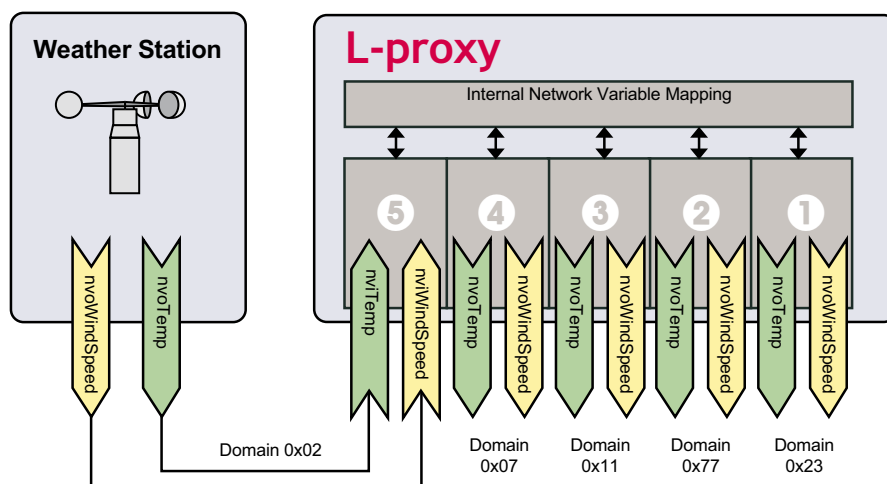 Weather Station
L-proxy
Internal Network Variable Mapping
5
4
3
2
1
nvoWindSpeed
nvoTemp
nviTemp
nviWindSpeed
nvoTemp
nvoWindSpeed
nvoTemp
nvoWindSpeed
nvoTemp
nvoWindSpeed
nvoTemp
nvoWindSpeed
Domain 0x02
Domain
0x07
Domain
0x11
Domain
0x77
Domain
0x23